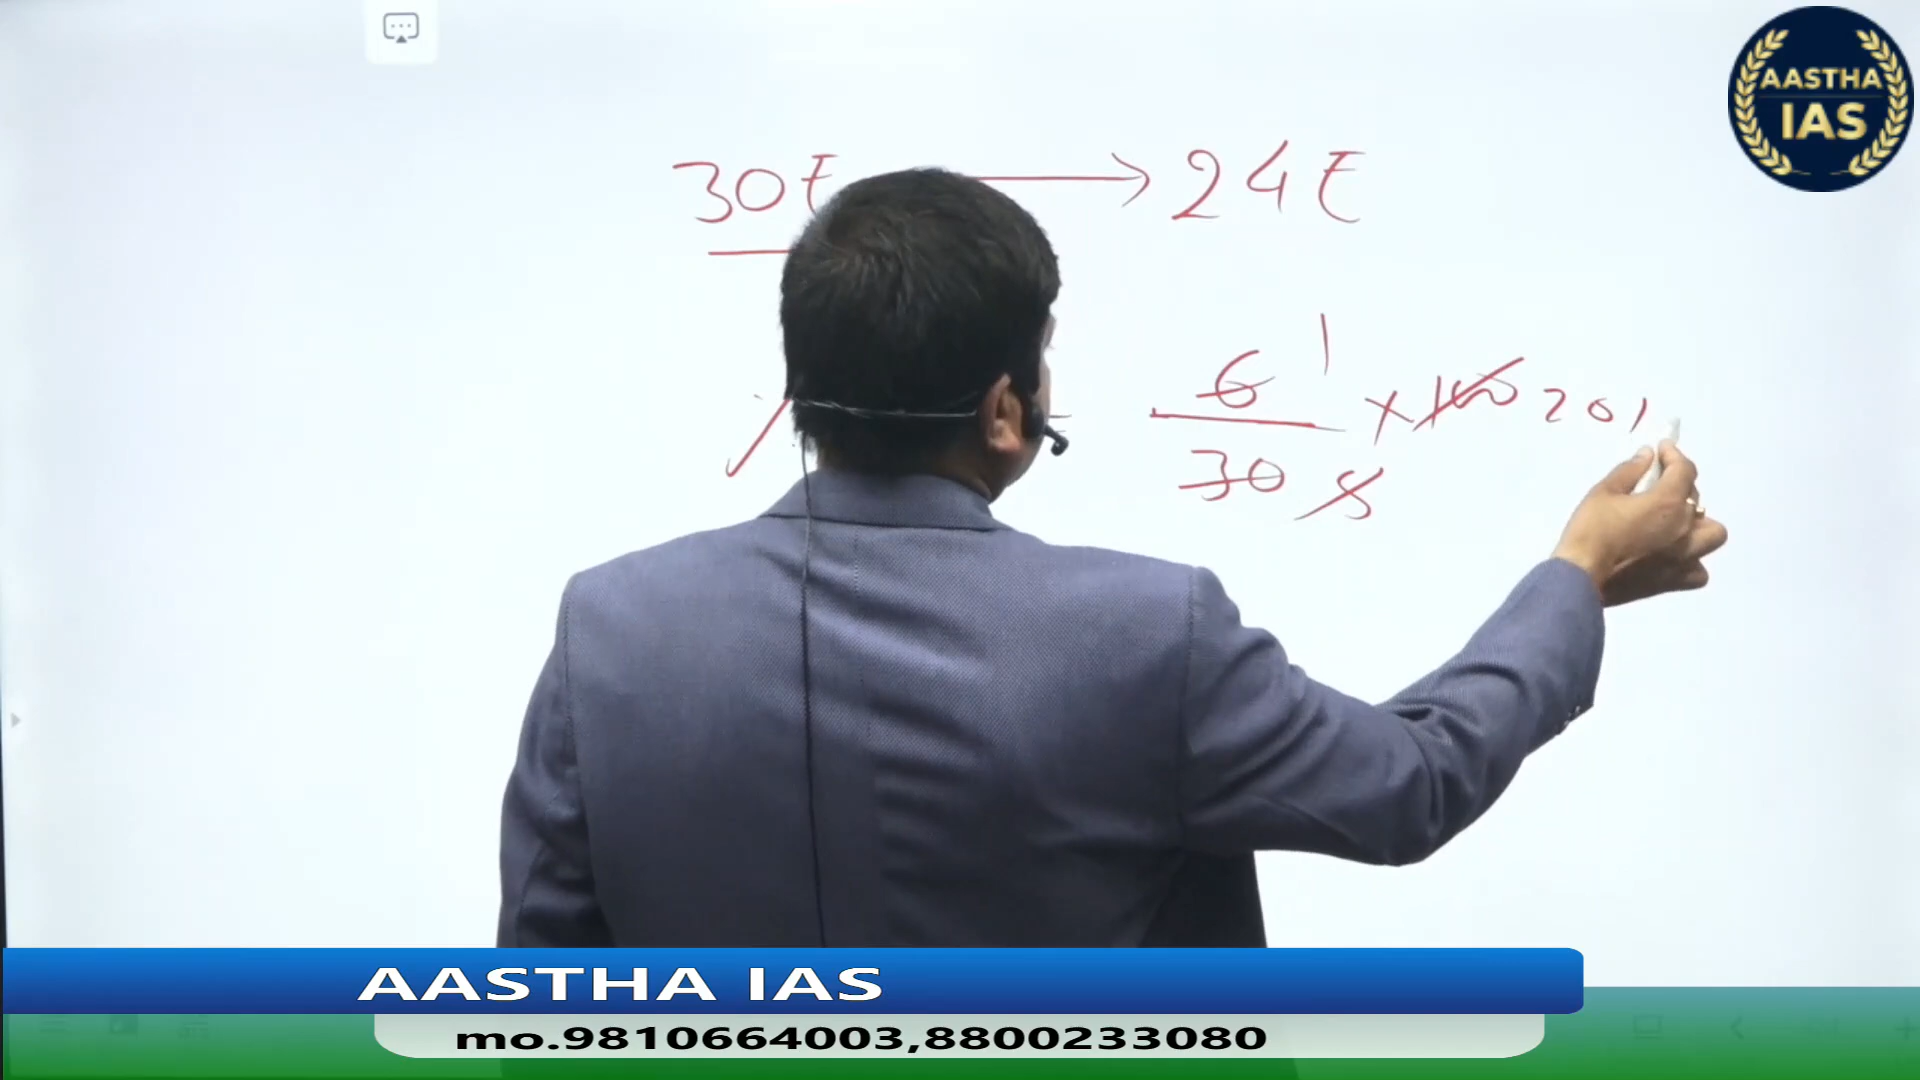 AASTHA
IAS
30E → 24E
6 1
× 100 20
30 5
AASTHA IAS
mo.9810664003,8800233080